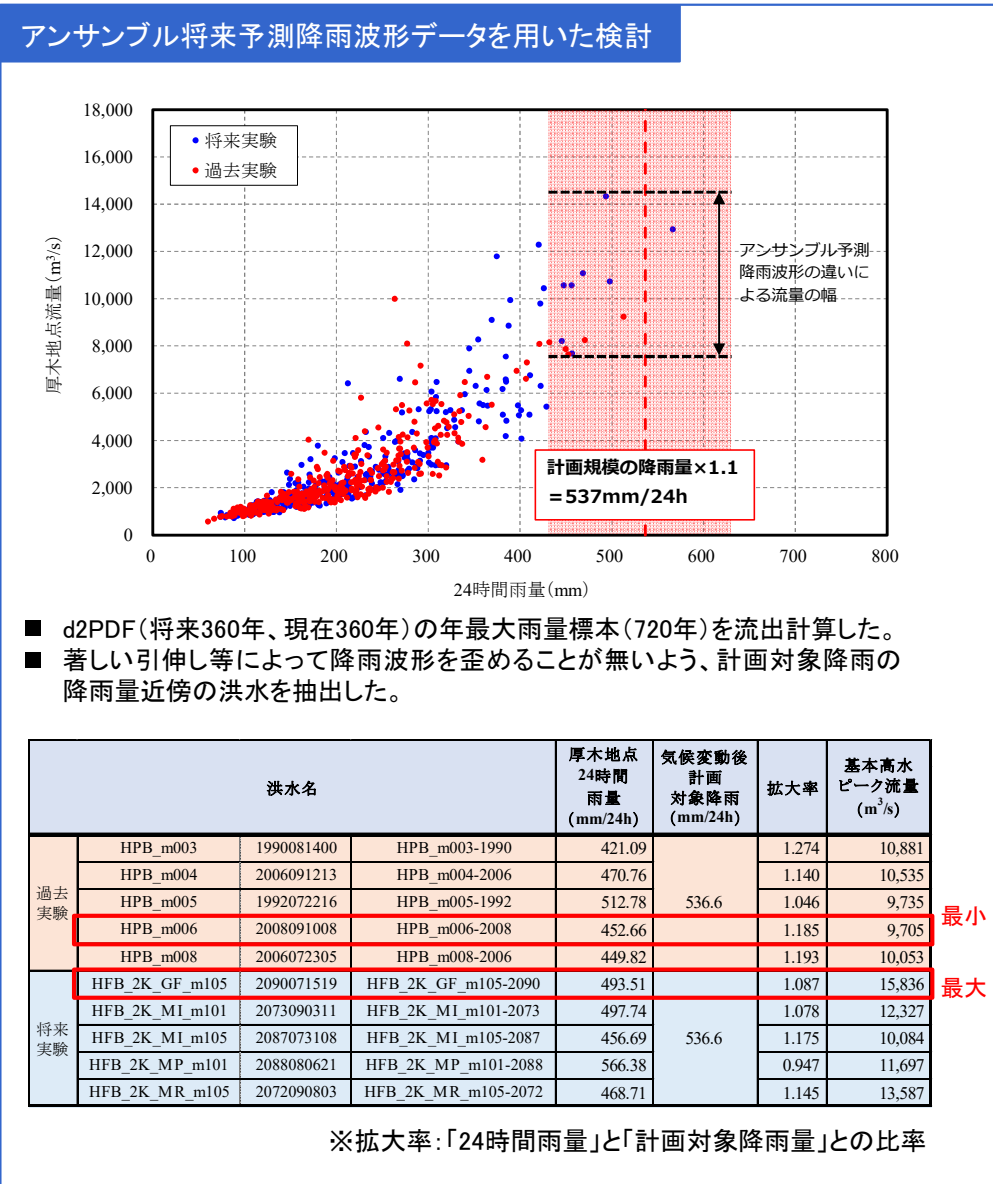 アンサンブル将来予測降雨波形データを用いた検討
18,000
16,000
14,000
12,000
10,000
8,000
6,000
4,000
2,000
0
厚木地点流量(m³/s)
将来実験
過去実験
アンサンブル予測
降雨波形の違いに
よる流量の幅
計画規模の降雨量×1.1
=537mm/24h
0 100 200 300 400 500 600 700 800
24時間雨量(mm)
■ d2PDF(将来360年、現在360年)の年最大雨量標本(720年)を流出計算した。
■ 著しい引伸し等によって降雨波形を歪めることが無いよう、計画対象降雨の
降雨量近傍の洪水を抽出した。
洪水名
厚木地点
24時間
雨量
(mm/24h)
気候変動後
計画
対象降雨
(mm/24h)
拡大率
基本高水
ピーク流量
(m³/s)
過去
実験
HPB_m003 1990081400 HPB_m003-1990 421.09 1.274 10,881
HPB_m004 2006091213 HPB_m004-2006 470.76 1.140 10,535
HPB_m005 1992072216 HPB_m005-1992 512.78 536.6 1.046 9,735
HPB_m006 2008091008 HPB_m006-2008 452.66 1.185 9,705
最小
HPB_m008 2006072305 HPB_m008-2006 449.82 1.193 10,053
将来
実験
HFB_2K_GF_m105 2090071519 HFB_2K_GF_m105-2090 493.51 1.087 15,836
最大
HFB_2K_MI_m101 2073090311 HFB_2K_MI_m101-2073 497.74 1.078 12,327
HFB_2K_MI_m105 2087073108 HFB_2K_MI_m105-2087 456.69 536.6 1.175 10,084
HFB_2K_MP_m101 2088080621 HFB_2K_MP_m101-2088 566.38 0.947 11,697
HFB_2K_MR_m105 2072090803 HFB_2K_MR_m105-2072 468.71 1.145 13,587
※拡大率:「24時間雨量」と「計画対象降雨量」との比率